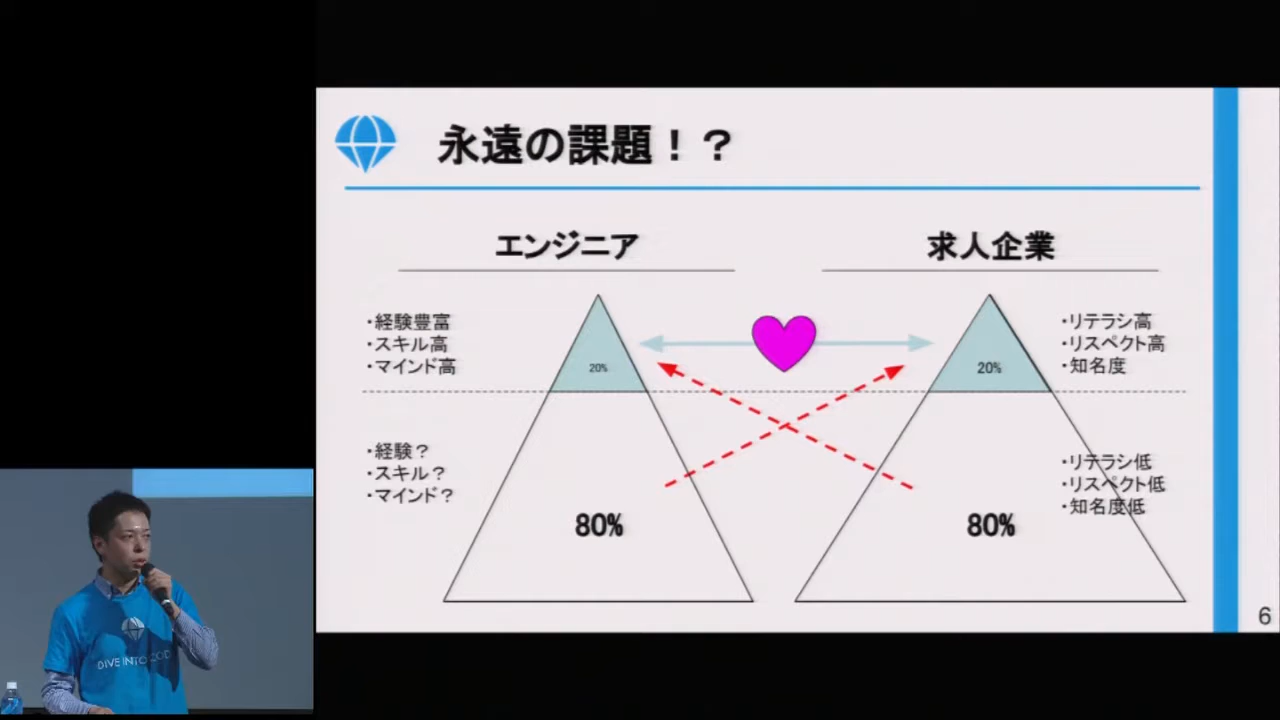 永遠の課題！？
エンジニア
求人企業
・経験豊富
・スキル高
・マインド高
20%
20%
・リテラシ高
・リスペクト高
・知名度
・経験？
・スキル？
・マインド？
80%
80%
・リテラシ低
・リスペクト低
・知名度低
6
DIVE INTO CODE